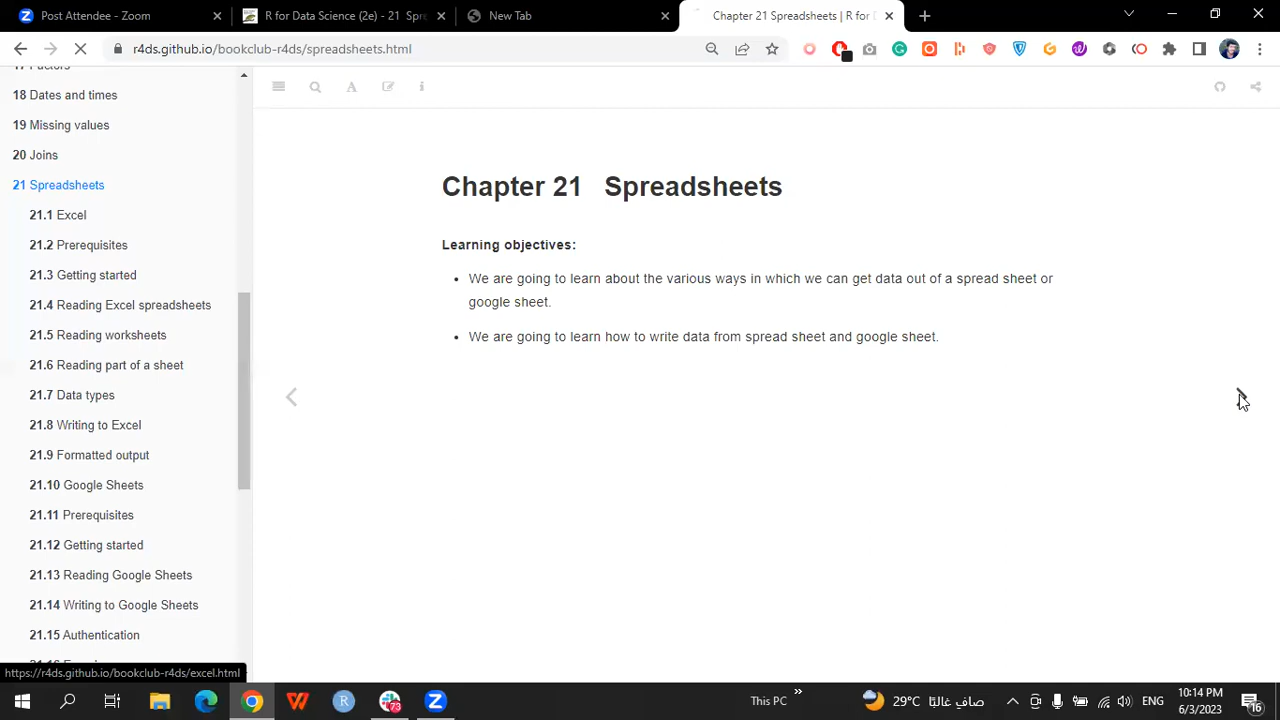 Post Attendee - Zoom
R for Data Science (2e) - 21 Spr
New Tab
Chapter 21 Spreadsheets | R for D
r4ds.github.io/bookclub-r4ds/spreadsheets.html
17 Factors
18 Dates and times
19 Missing values
20 Joins
21 Spreadsheets
21.1 Excel
21.2 Prerequisites
21.3 Getting started
21.4 Reading Excel spreadsheets
21.5 Reading worksheets
21.6 Reading part of a sheet
21.7 Data types
21.8 Writing to Excel
21.9 Formatted output
21.10 Google Sheets
21.11 Prerequisites
21.12 Getting started
21.13 Reading Google Sheets
21.14 Writing to Google Sheets
21.15 Authentication
Chapter 21 Spreadsheets
Learning objectives:
• We are going to learn about the various ways in which we can get data out of a spread sheet or
google sheet.
• We are going to learn how to write data from spread sheet and google sheet.
https://r4ds.github.io/bookclub-r4ds/excel.html
73
This PC
29°C صافٍ غالبًا
ENG
10:14 PM
6/3/2023
16